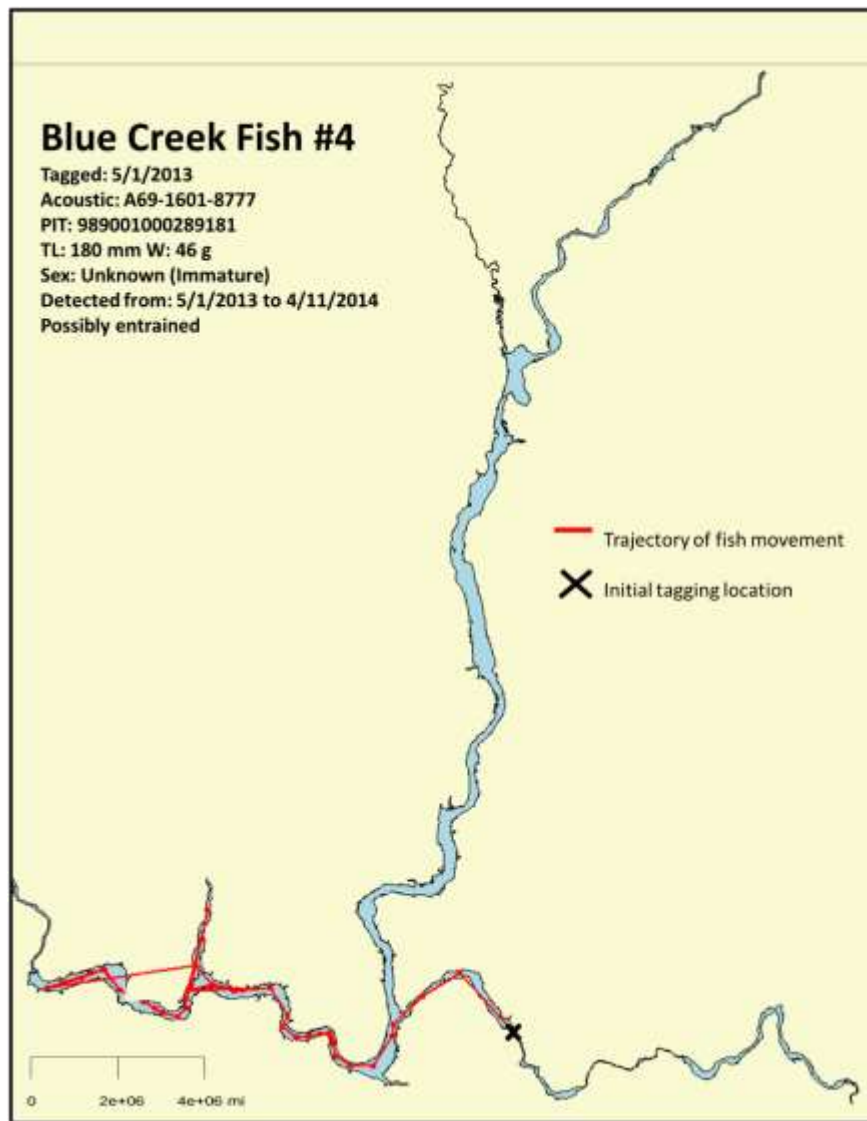 Blue Creek Fish #4
Tagged: 5/1/2013
Acoustic: A69-1601-8777
PIT: 989001000289181
TL: 180 mm W: 46 g
Sex: Unknown (Immature)
Detected from: 5/1/2013 to 4/11/2014
Possibly entrained
Trajectory of fish movement
Initial tagging location
0 2e+06 4e+06 mi